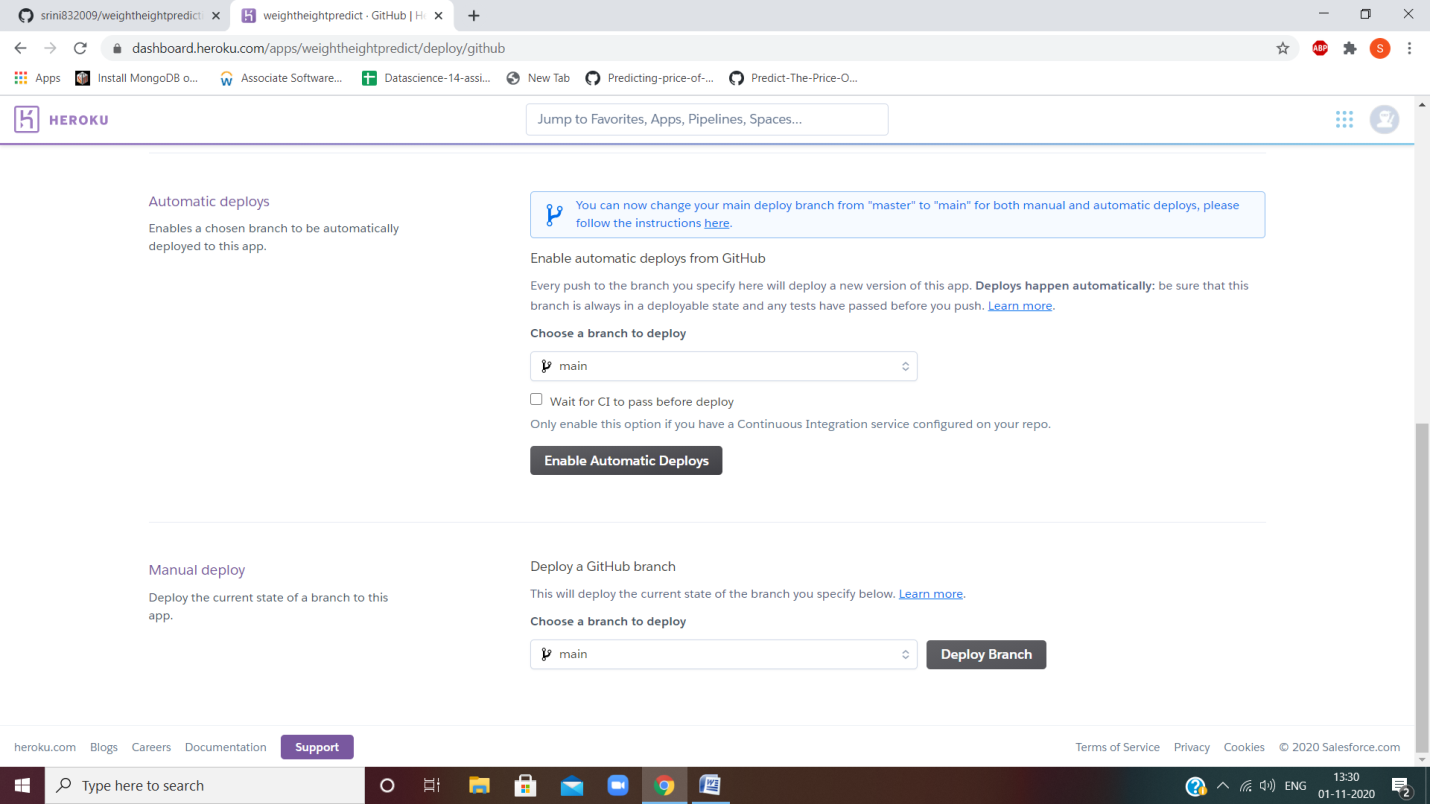 srini832009/weightheightpredicti
weightheightpredict · GitHub | He
dashboard.heroku.com/apps/weightheightpredict/deploy/github
ABP
S
Apps
Install MongoDB o...
Associate Software...
Datascience-14-assi...
New Tab
Predicting-price-of-...
Predict-The-Price-O...
HEROKU
Jump to Favorites, Apps, Pipelines, Spaces...
Automatic deploys
Enables a chosen branch to be automatically
deployed to this app.
You can now change your main deploy branch from "master" to "main" for both manual and automatic deploys, please
follow the instructions here.
Enable automatic deploys from GitHub
Every push to the branch you specify here will deploy a new version of this app. Deploys happen automatically: be sure that this
branch is always in a deployable state and any tests have passed before you push. Learn more.
Choose a branch to deploy
main
Wait for CI to pass before deploy
Only enable this option if you have a Continuous Integration service configured on your repo.
Enable Automatic Deploys
Manual deploy
Deploy the current state of a branch to this
app.
Deploy a GitHub branch
This will deploy the current state of the branch you specify below. Learn more.
Choose a branch to deploy
main
Deploy Branch
heroku.com
Blogs
Careers
Documentation
Support
Terms of Service
Privacy
Cookies
© 2020 Salesforce.com
Type here to search
ENG
13:30
01-11-2020
2